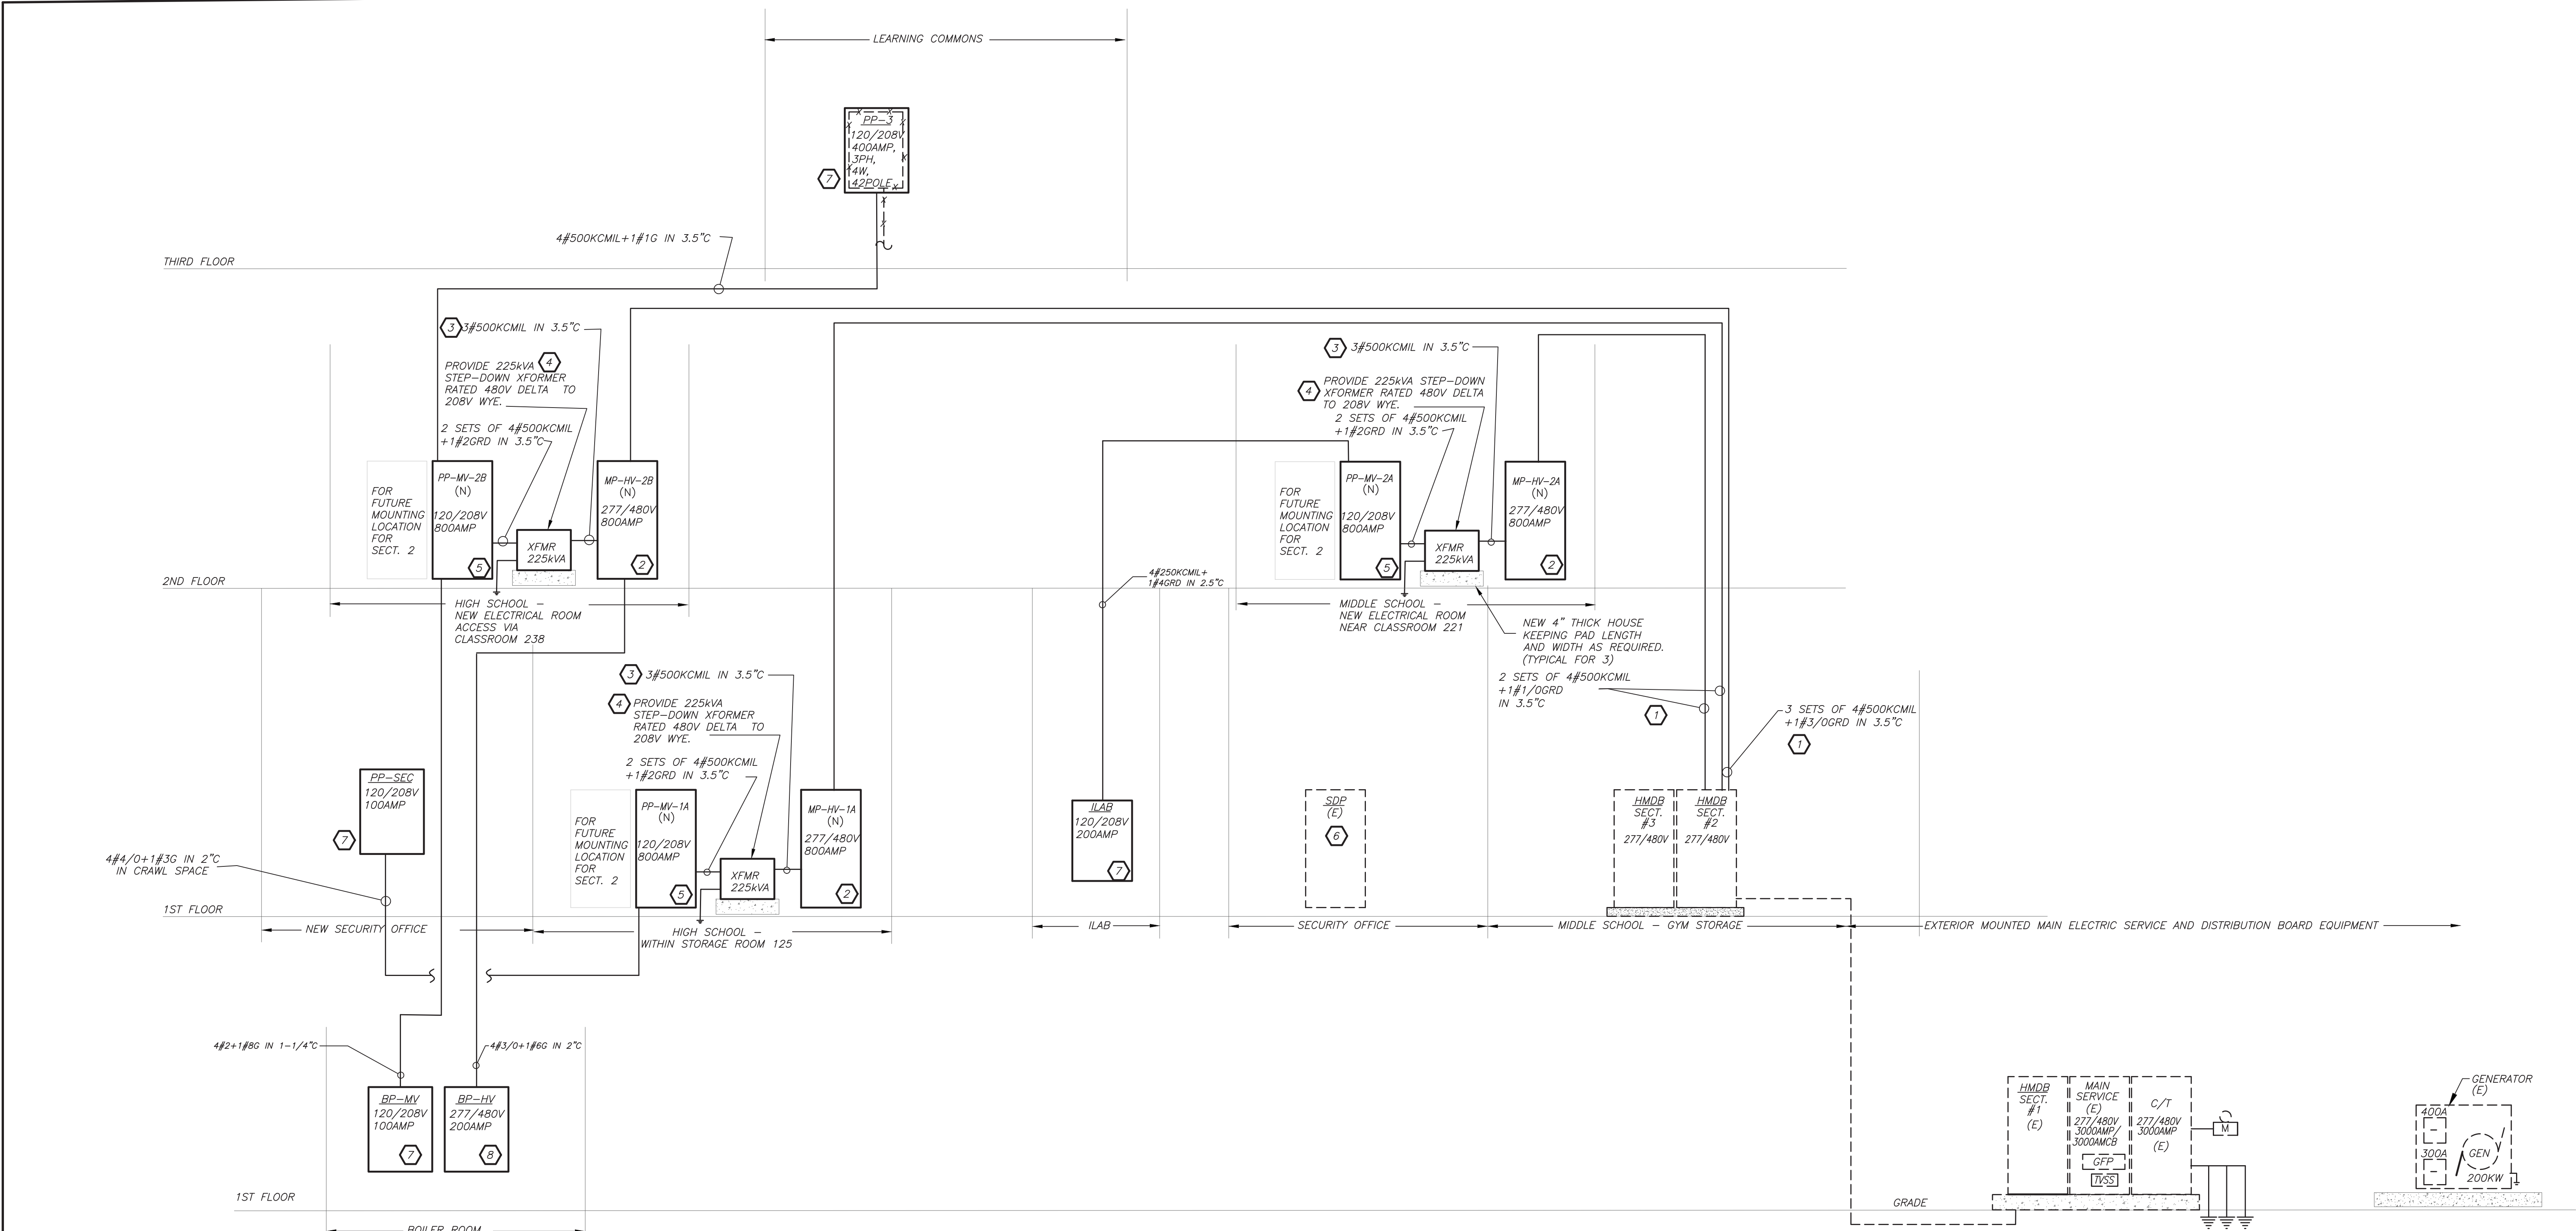 LEARNING COMMONS
PP-3
120/208V
400AMP,
3PH,
4W,
42POLE
7
4#500KCMIL+1#1G IN 3.5"C
THIRD FLOOR
3
3#500KCMIL IN 3.5"C
PROVIDE 225kVA
4
STEP-DOWN XFORMER
RATED 480V DELTA TO
208V WYE.
2 SETS OF 4#500KCMIL
+1#2GRD IN 3.5"C
FOR
FUTURE
MOUNTING
LOCATION
FOR
SECT. 2
PP-MV-2B
(N)
120/208V
800AMP
5
XFMR
225kVA
MP-HV-2B
(N)
277/480V
800AMP
2
3
3#500KCMIL IN 3.5"C
4
PROVIDE 225kVA STEP-DOWN
XFORMER RATED 480V DELTA
TO 208V WYE.
2 SETS OF 4#500KCMIL
+1#2GRD IN 3.5"C
FOR
FUTURE
MOUNTING
LOCATION
FOR
SECT. 2
PP-MV-2A
(N)
120/208V
800AMP
5
XFMR
225kVA
MP-HV-2A
(N)
277/480V
800AMP
2
2ND FLOOR
HIGH SCHOOL -
NEW ELECTRICAL ROOM
ACCESS VIA
CLASSROOM 238
4#250KCMIL+
1#4GRD IN 2.5"C
MIDDLE SCHOOL -
NEW ELECTRICAL ROOM
NEAR CLASSROOM 221
NEW 4" THICK HOUSE
KEEPING PAD LENGTH
AND WIDTH AS REQUIRED.
(TYPICAL FOR 3)
2 SETS OF 4#500KCMIL
+1#1/0GRD
IN 3.5"C
1
3 SETS OF 4#500KCMIL
+1#3/0GRD IN 3.5"C
1
3
3#500KCMIL IN 3.5"C
4
PROVIDE 225kVA
STEP-DOWN XFORMER
RATED 480V DELTA TO
208V WYE.
2 SETS OF 4#500KCMIL
+1#2GRD IN 3.5"C
PP-SEC
120/208V
100AMP
7
4#4/0+1#3G IN 2"C
IN CRAWL SPACE
FOR
FUTURE
MOUNTING
LOCATION
FOR
SECT. 2
PP-MV-1A
(N)
120/208V
800AMP
5
XFMR
225kVA
MP-HV-1A
(N)
277/480V
800AMP
2
ILAB
120/208V
200AMP
7
SDP
(E)
6
HMDB
SECT.
#3
277/480V
HMDB
SECT.
#2
277/480V
1ST FLOOR
NEW SECURITY OFFICE
HIGH SCHOOL -
WITHIN STORAGE ROOM 125
ILAB
SECURITY OFFICE
MIDDLE SCHOOL - GYM STORAGE
EXTERIOR MOUNTED MAIN ELECTRIC SERVICE AND DISTRIBUTION BOARD EQUIPMENT
4#2+1#8G IN 1-1/4"C
4#3/0+1#6G IN 2"C
BP-MV
120/208V
100AMP
7
BP-HV
277/480V
200AMP
8
HMDB
SECT.
#1
(E)
MAIN
SERVICE
(E)
277/480V
3000AMP/
3000AMCB
GFP
TVSS
C/T
277/480V
3000AMP
(E)
M
GENERATOR
(E)
400A
300A
GEN
200KW
1ST FLOOR
GRADE
BOILER ROOM